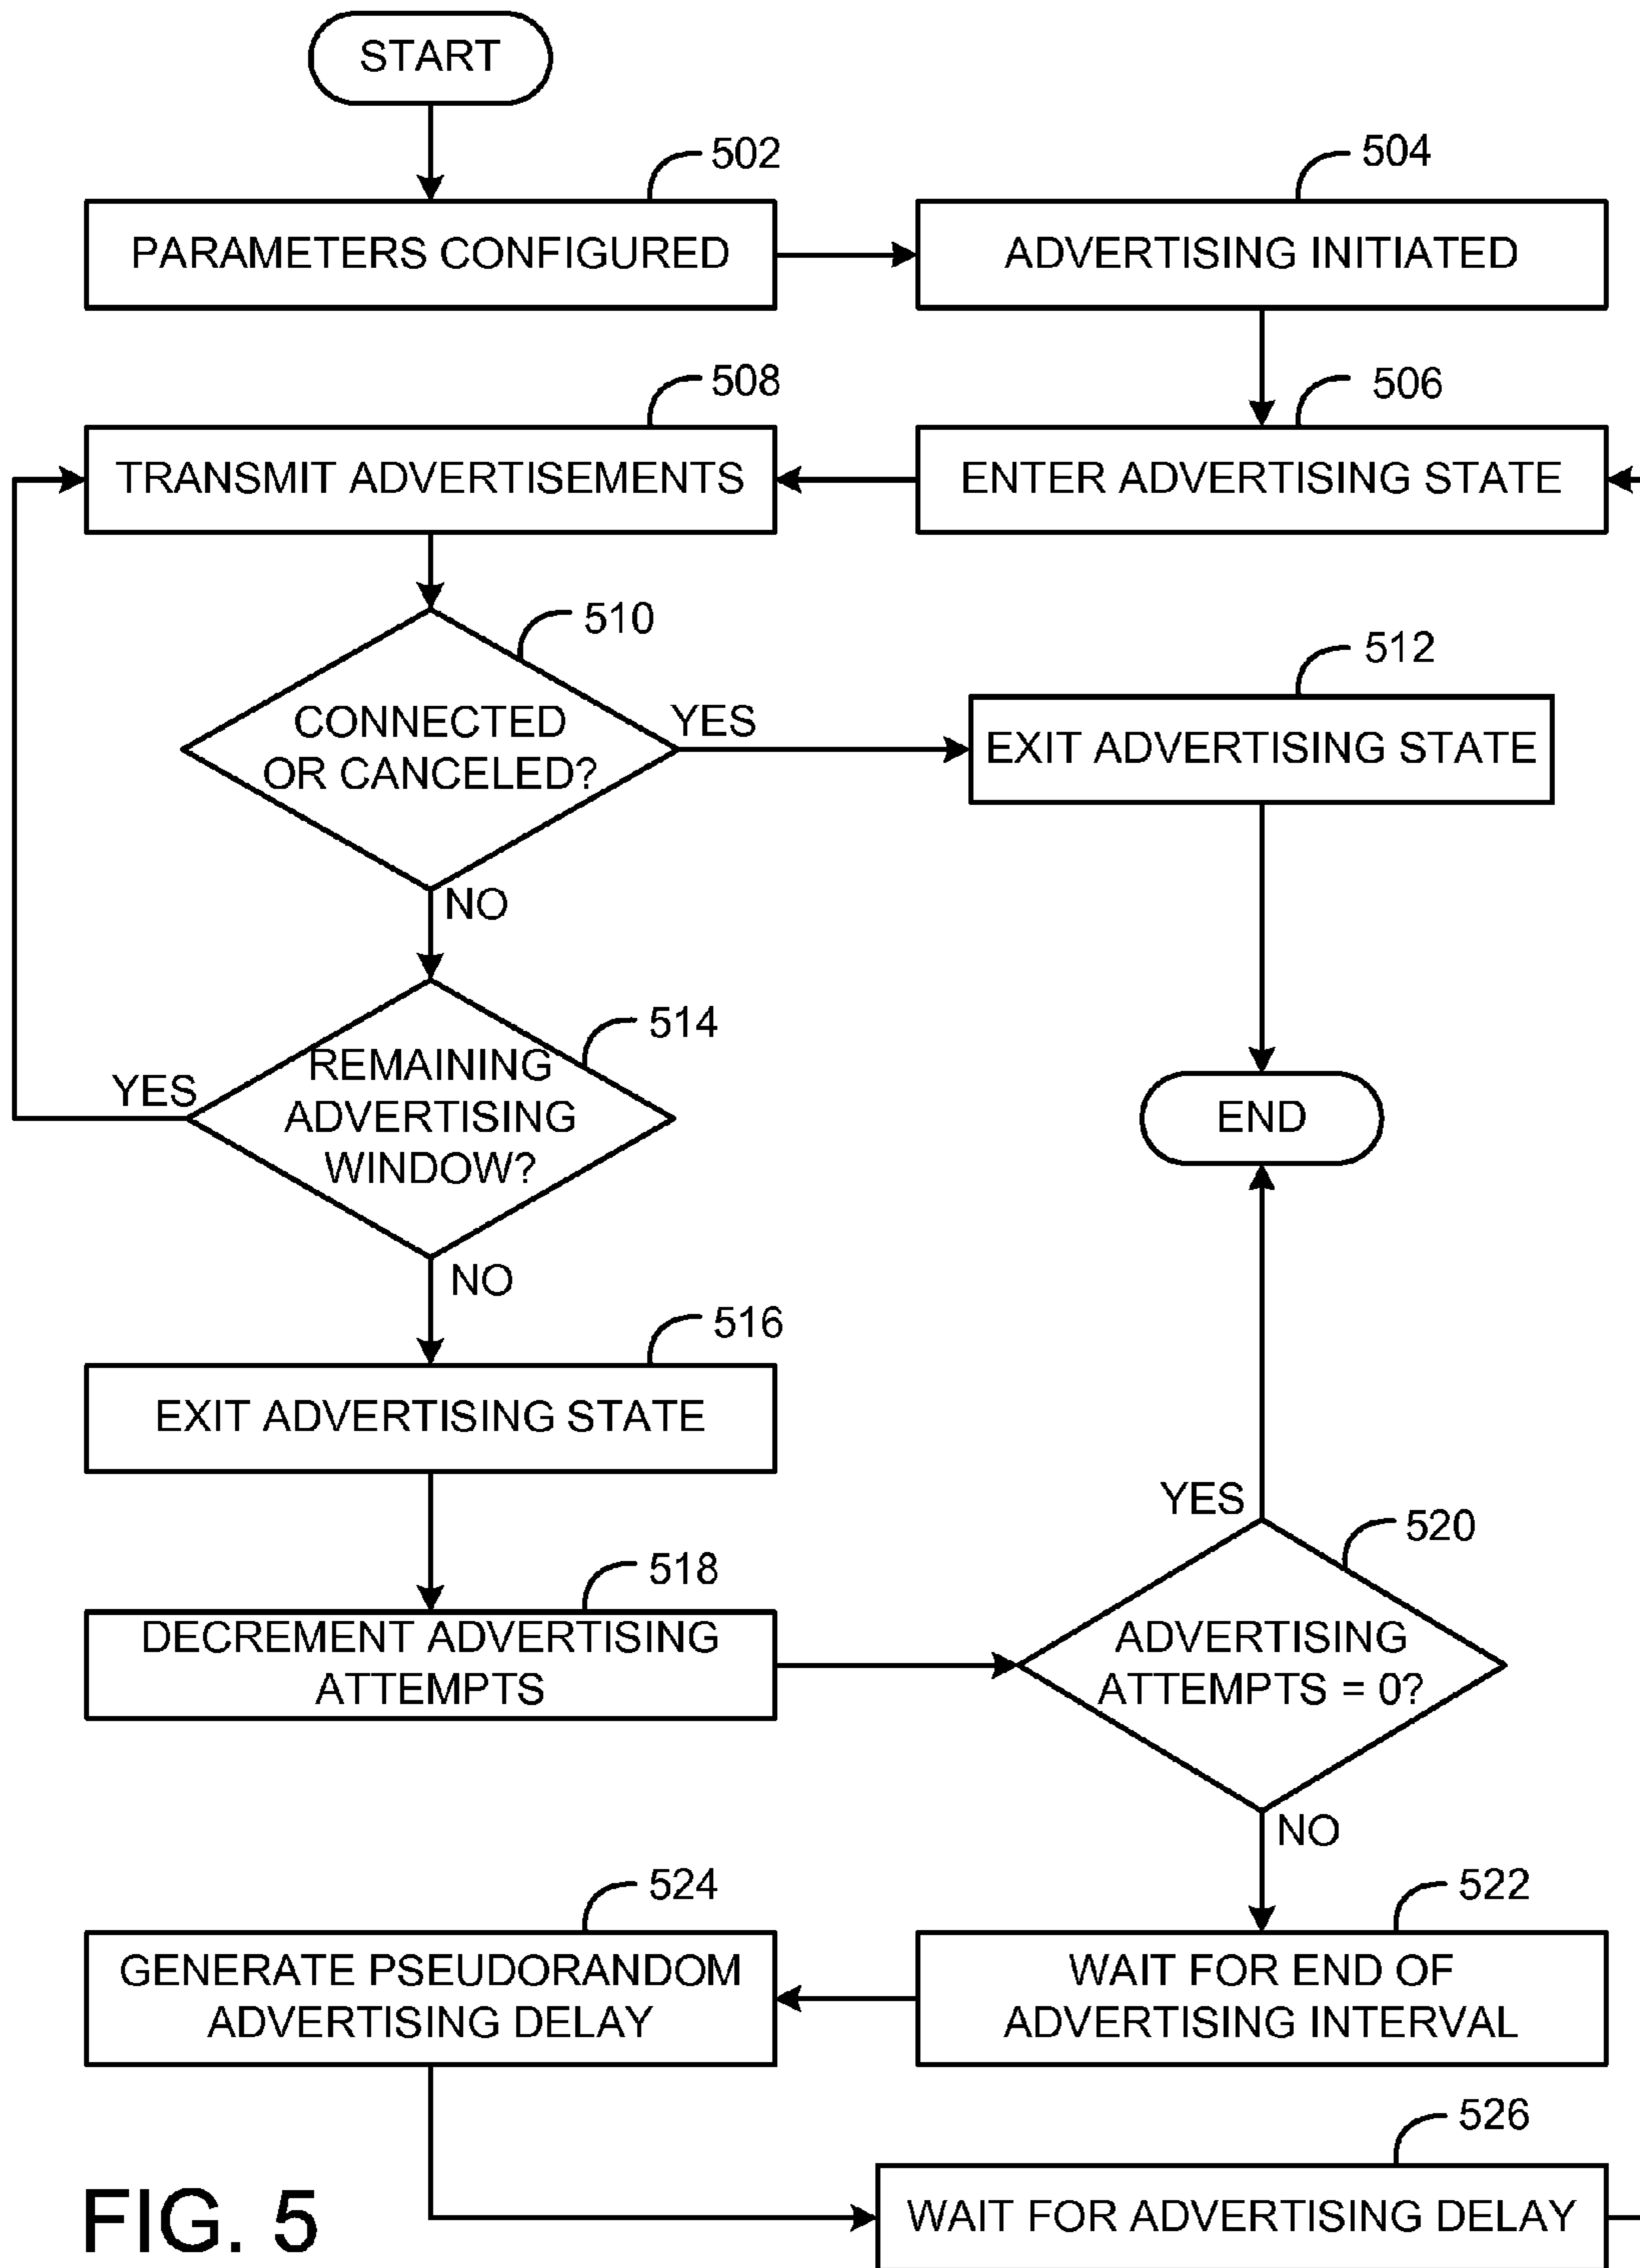 START
502
504
PARAMETERS CONFIGURED
ADVERTISING INITIATED
508
506
TRANSMIT ADVERTISEMENTS
ENTER ADVERTISING STATE
510
512
CONNECTED
OR CANCELED?
YES
EXIT ADVERTISING STATE
NO
514
REMAINING
ADVERTISING
WINDOW?
YES
END
NO
516
EXIT ADVERTISING STATE
YES
520
518
DECREMENT ADVERTISING
ATTEMPTS
ADVERTISING
ATTEMPTS = 0?
NO
524
522
GENERATE PSEUDORANDOM
ADVERTISING DELAY
WAIT FOR END OF
ADVERTISING INTERVAL
526
WAIT FOR ADVERTISING DELAY
FIG. 5